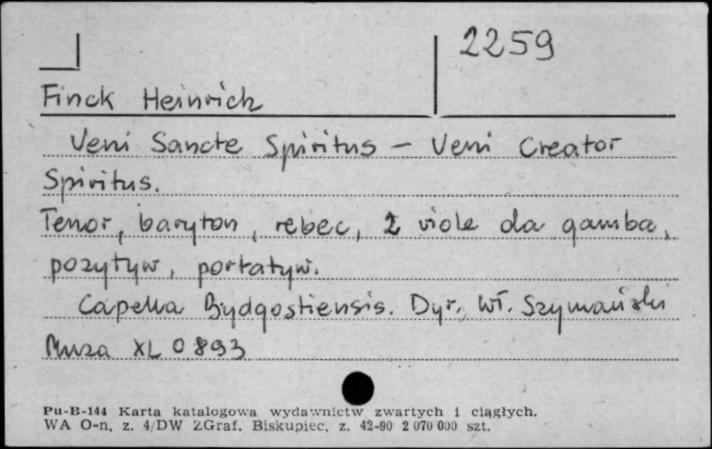 2259
Finck Heinrich
Veni Sancte Spiritus – Veni Creator
Spiritus.
Tenor, baryton, rebec, 2 viole da gamba,
pozytyw, portatyw.
Capella Bydgostiensis. Dyr. Wł. Szymański
Muza XL 0893
Pu-B-144 Karta katalogowa wydawnictw zwartych i ciągłych.
WA O-n, z. 4/DW ZGraf. Biskupiec, z. 42-90 2 070 000 szt.